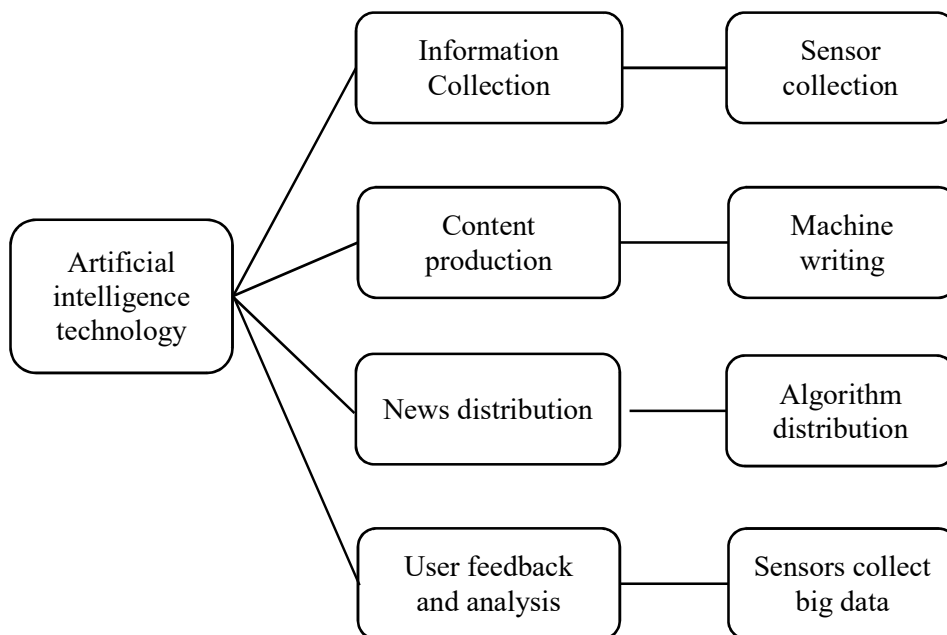 Artificial
intelligence
technology
Information
Collection
Sensor
collection
Content
production
Machine
writing
News distribution
Algorithm
distribution
User feedback
and analysis
Sensors collect
big data